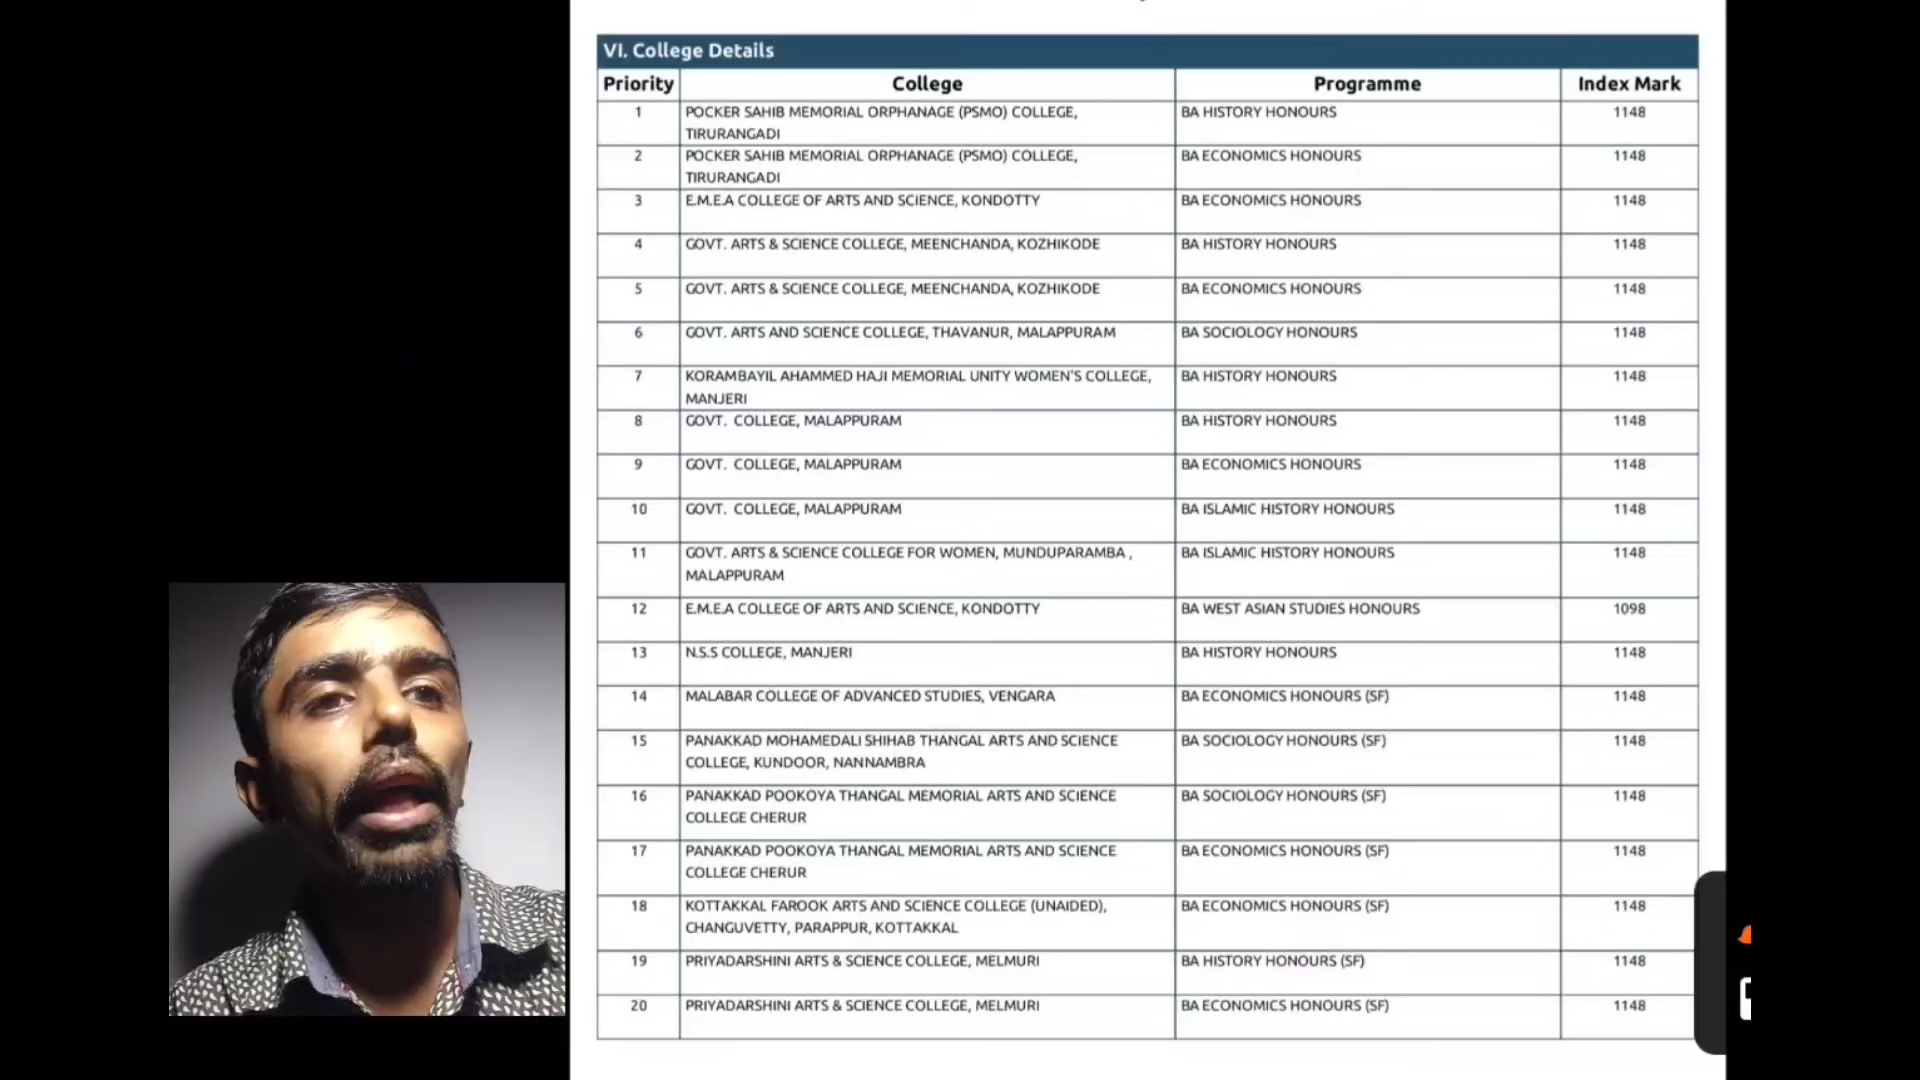 VI. College Details
Priority College Programme Index Mark
1 POCKER SAHIB MEMORIAL ORPHANAGE (PSMO) COLLEGE, BA HISTORY HONOURS 1148
TIRURANGADI
2 POCKER SAHIB MEMORIAL ORPHANAGE (PSMO) COLLEGE, BA ECONOMICS HONOURS 1148
TIRURANGADI
3 E.M.E.A COLLEGE OF ARTS AND SCIENCE, KONDOTTY BA ECONOMICS HONOURS 1148
4 GOVT. ARTS & SCIENCE COLLEGE, MEENCHANDA, KOZHIKODE BA HISTORY HONOURS 1148
5 GOVT. ARTS & SCIENCE COLLEGE, MEENCHANDA, KOZHIKODE BA ECONOMICS HONOURS 1148
6 GOVT. ARTS AND SCIENCE COLLEGE, THAVANUR, MALAPPURAM BA SOCIOLOGY HONOURS 1148
7 KORAMBAYIL AHAMMED HAJI MEMORIAL UNITY WOMEN'S COLLEGE, BA HISTORY HONOURS 1148
MANJERI
8 GOVT. COLLEGE, MALAPPURAM BA HISTORY HONOURS 1148
9 GOVT. COLLEGE, MALAPPURAM BA ECONOMICS HONOURS 1148
10 GOVT. COLLEGE, MALAPPURAM BA ISLAMIC HISTORY HONOURS 1148
11 GOVT. ARTS & SCIENCE COLLEGE FOR WOMEN, MUNDUPARAMBA , BA ISLAMIC HISTORY HONOURS 1148
MALAPPURAM
12 E.M.E.A COLLEGE OF ARTS AND SCIENCE, KONDOTTY BA WEST ASIAN STUDIES HONOURS 1098
13 N.S.S COLLEGE, MANJERI BA HISTORY HONOURS 1148
14 MALABAR COLLEGE OF ADVANCED STUDIES, VENGARA BA ECONOMICS HONOURS (SF) 1148
15 PANAKKAD MOHAMEDALI SHIHAB THANGAL ARTS AND SCIENCE BA SOCIOLOGY HONOURS (SF) 1148
COLLEGE, KUNDOOR, NANNAMBRA
16 PANAKKAD POOKOYA THANGAL MEMORIAL ARTS AND SCIENCE BA SOCIOLOGY HONOURS (SF) 1148
COLLEGE CHERUR
17 PANAKKAD POOKOYA THANGAL MEMORIAL ARTS AND SCIENCE BA ECONOMICS HONOURS (SF) 1148
COLLEGE CHERUR
18 KOTTAKKAL FAROOK ARTS AND SCIENCE COLLEGE (UNAIDED), BA ECONOMICS HONOURS (SF) 1148
CHANGUVETTY, PARAPPUR, KOTTAKKAL
19 PRIYADARSHINI ARTS & SCIENCE COLLEGE, MELMURI BA HISTORY HONOURS (SF) 1148
20 PRIYADARSHINI ARTS & SCIENCE COLLEGE, MELMURI BA ECONOMICS HONOURS (SF) 1148